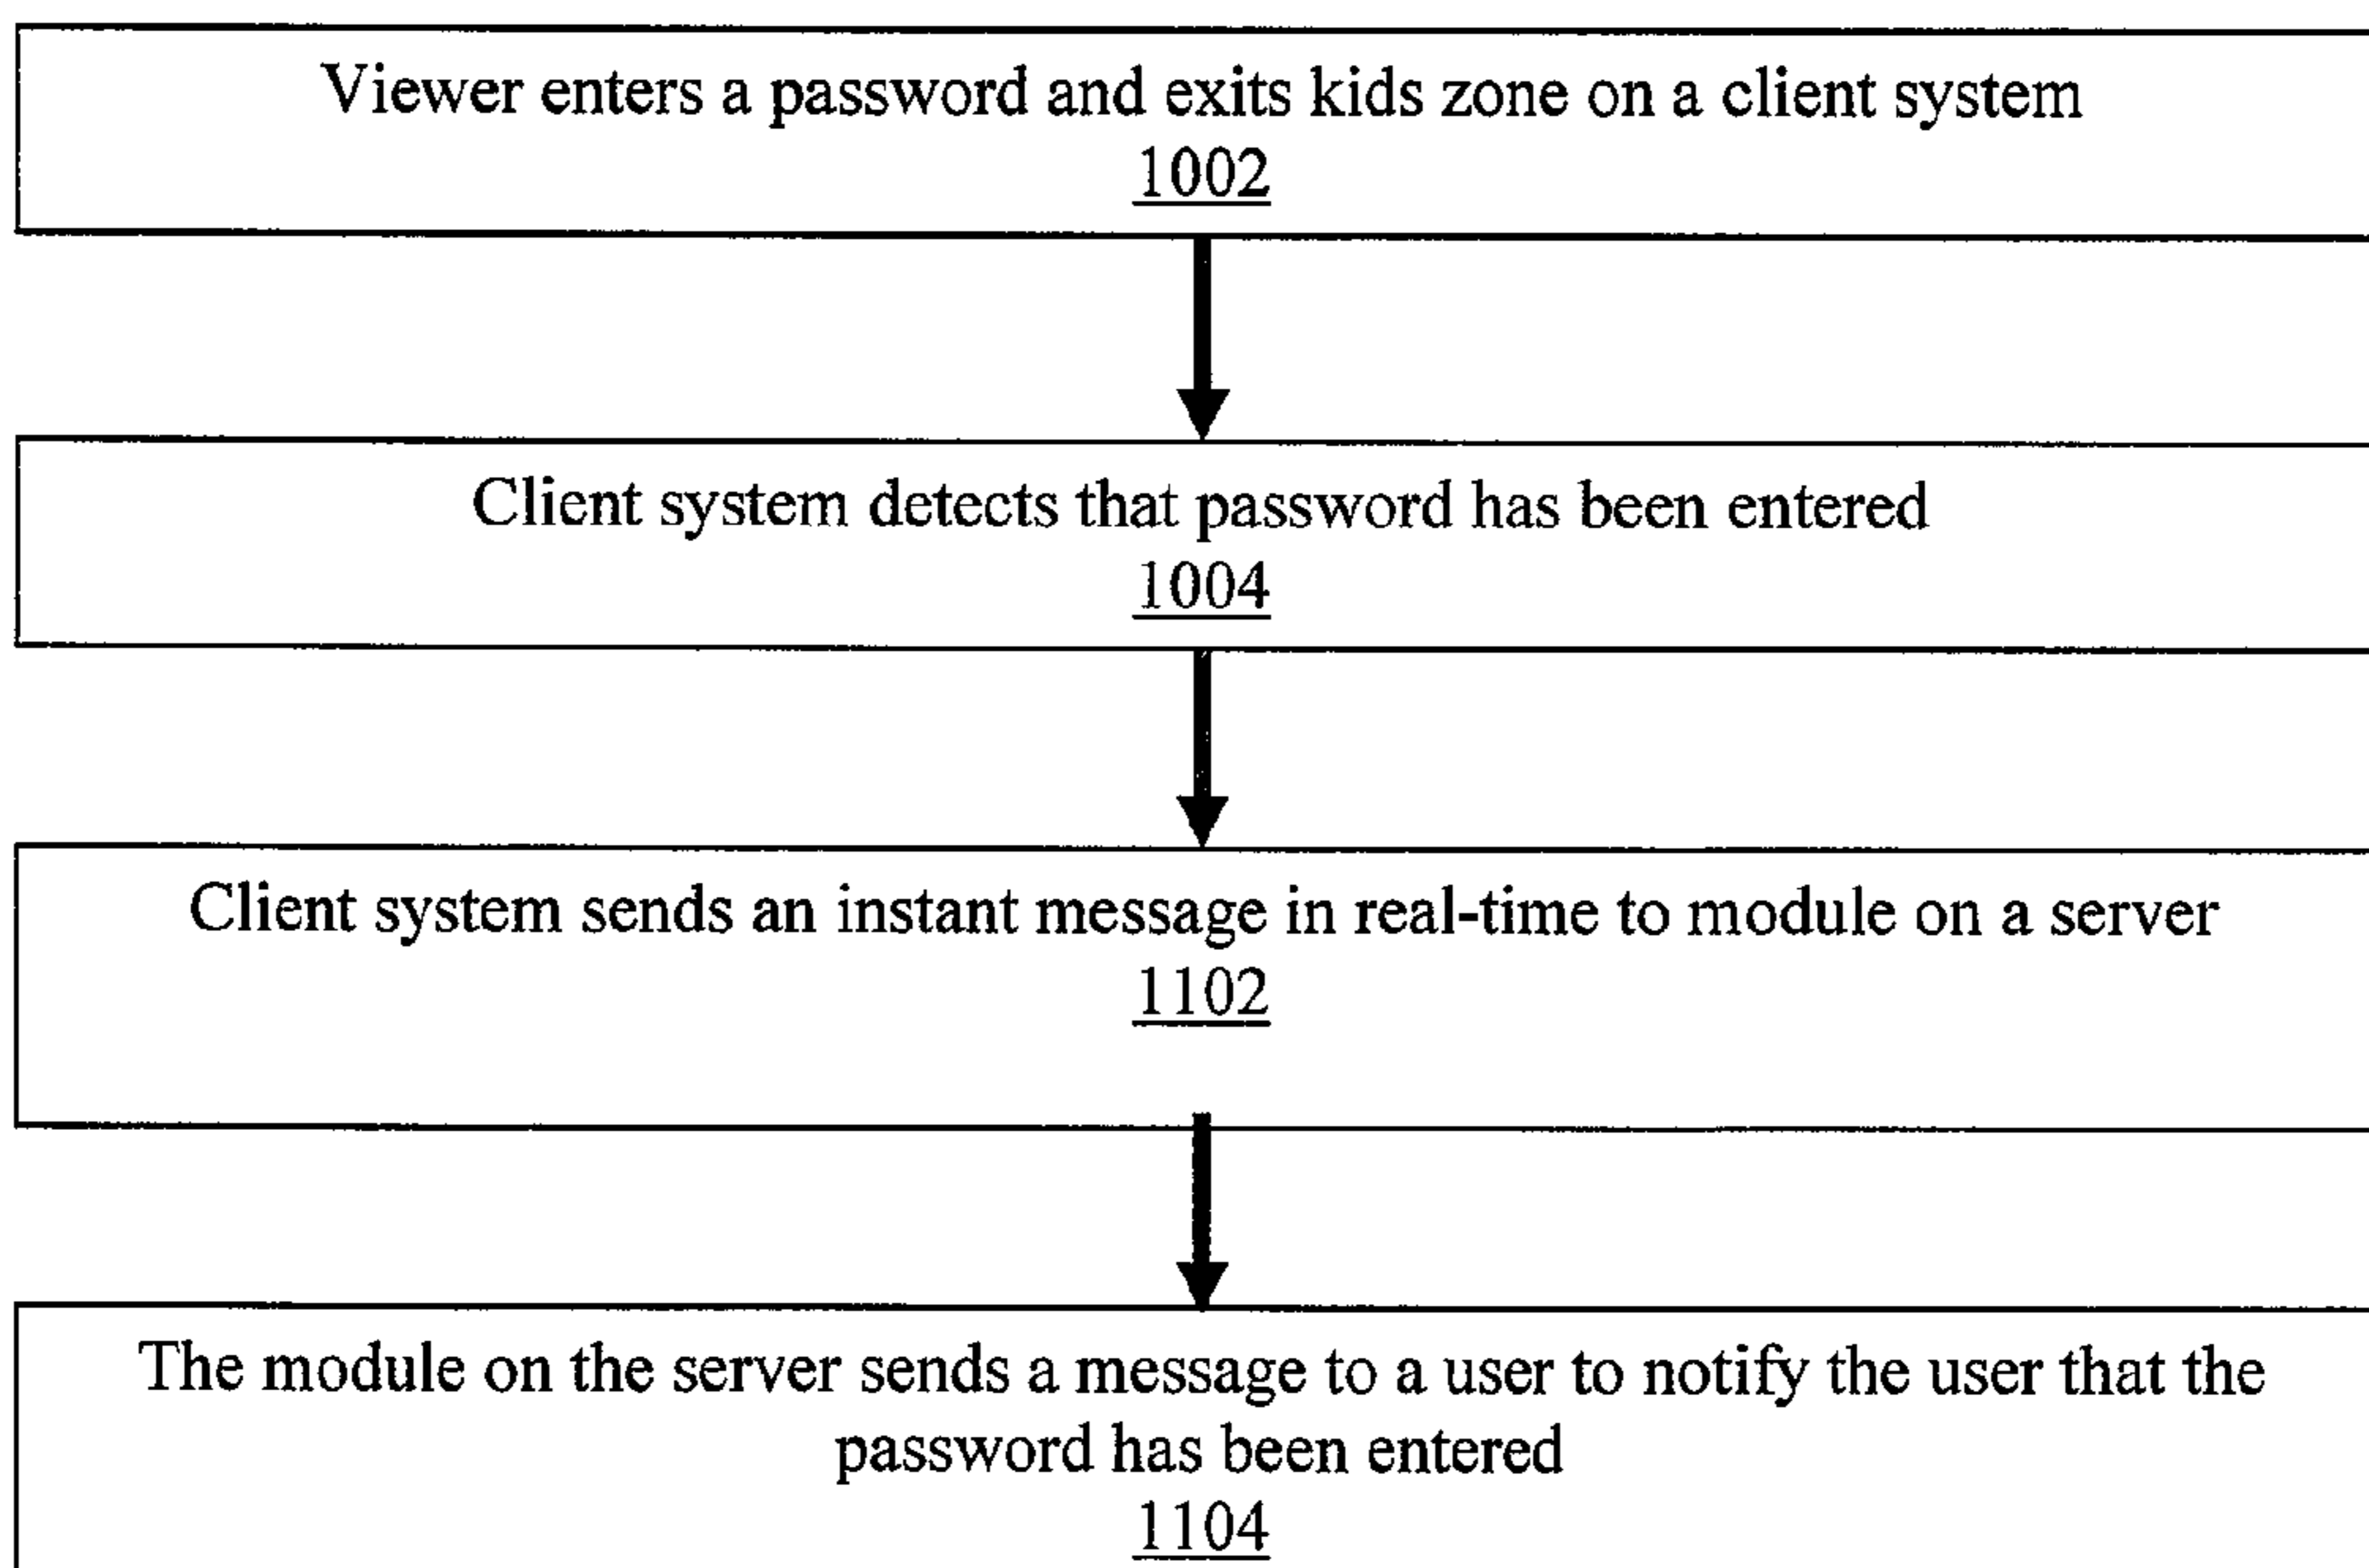 Viewer enters a password and exits kids zone on a client system
1002
Client system detects that password has been entered
1004
Client system sends an instant message in real-time to module on a server
1102
The module on the server sends a message to a user to notify the user that the
password has been entered
1104